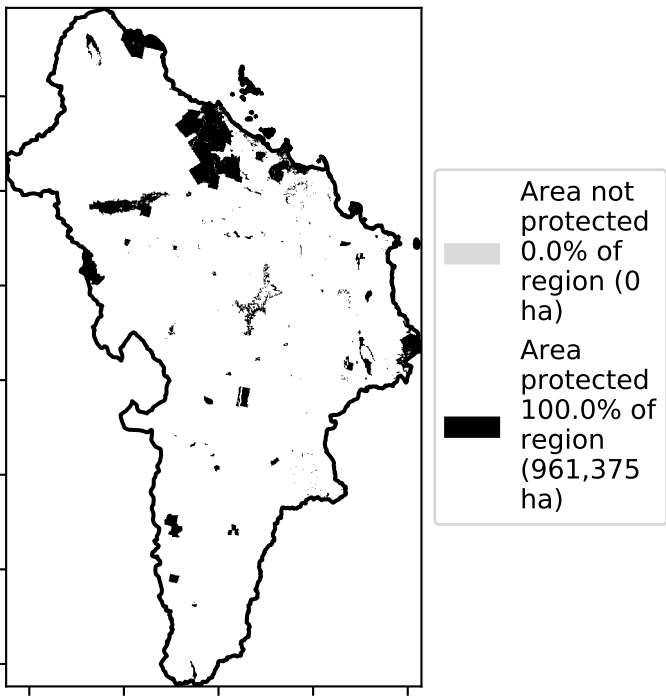 Area not
protected
0.0% of
region (0
ha)
Area
protected
100.0% of
region
(961,375
ha)